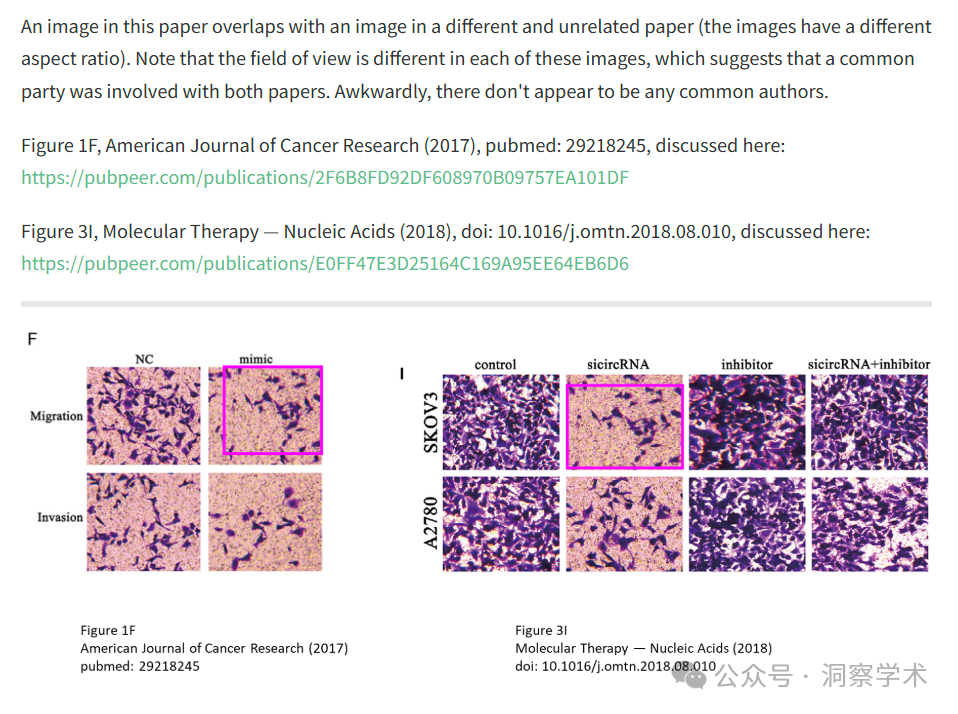 An image in this paper overlaps with an image in a different and unrelated paper (the images have a different
aspect ratio). Note that the field of view is different in each of these images, which suggests that a common
party was involved with both papers. Awkwardly, there don't appear to be any common authors.
Figure 1F, American Journal of Cancer Research (2017), pubmed: 29218245, discussed here:
https://pubpeer.com/publications/2F6B8FD92DF608970B09757EA101DF
Figure 3I, Molecular Therapy — Nucleic Acids (2018), doi: 10.1016/j.omtn.2018.08.010, discussed here:
https://pubpeer.com/publications/E0FF47E3D25164C169A95EE64EB6D6
F
NC mimic
Migration
Invasion
I
control sicircRNA inhibitor sicircRNA+inhibitor
SKOV3
A2780
Figure 1F
American Journal of Cancer Research (2017)
pubmed: 29218245
Figure 3I
Molecular Therapy — Nucleic Acids (2018)
doi: 10.1016/j.omtn.2018.08.010
公众号 · 洞察学术